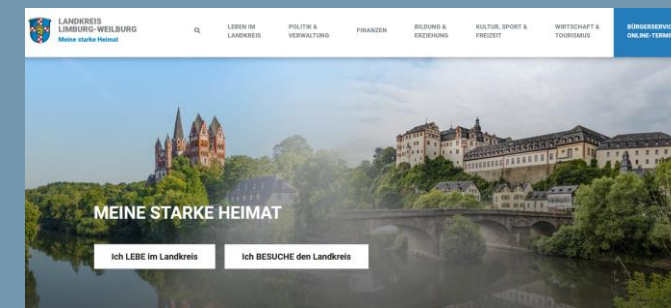 LANDKREIS
LIMBURG-WEILBURG
Meine starke Heimat
LEBEN IM
LANDKREIS
POLITIK &
VERWALTUNG
FINANZEN
BILDUNG &
ERZIEHUNG
KULTUR, SPORT &
FREIZEIT
WIRTSCHAFT &
TOURISMUS
BÜRGERSERVIC
ONLINE-TERMI
MEINE STARKE HEIMAT
Ich LEBE im Landkreis
Ich BESUCHE den Landkreis